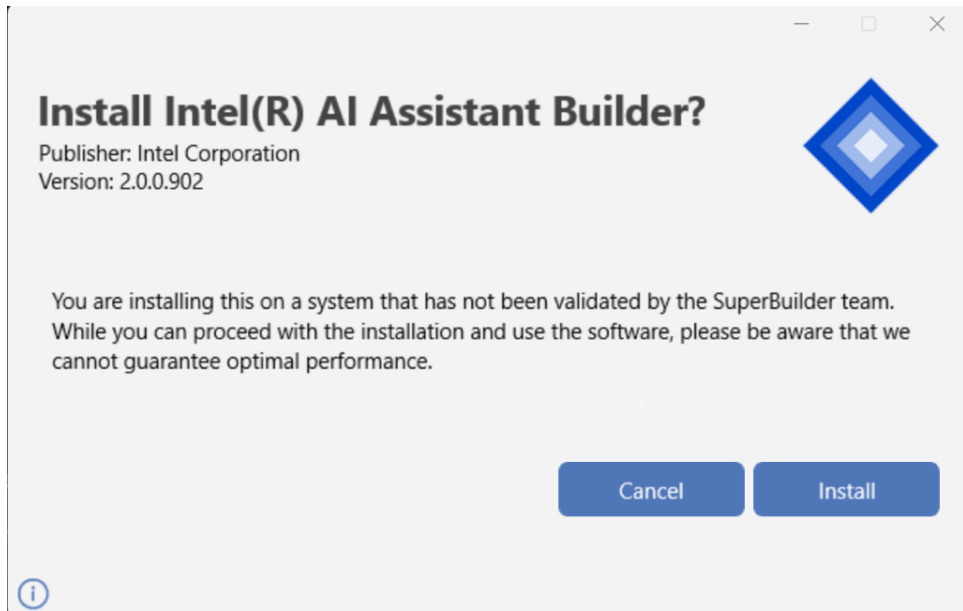 Install Intel(R) AI Assistant Builder?
Publisher: Intel Corporation
Version: 2.0.0.902
You are installing this on a system that has not been validated by the SuperBuilder team.
While you can proceed with the installation and use the software, please be aware that we
cannot guarantee optimal performance.
Cancel
Install